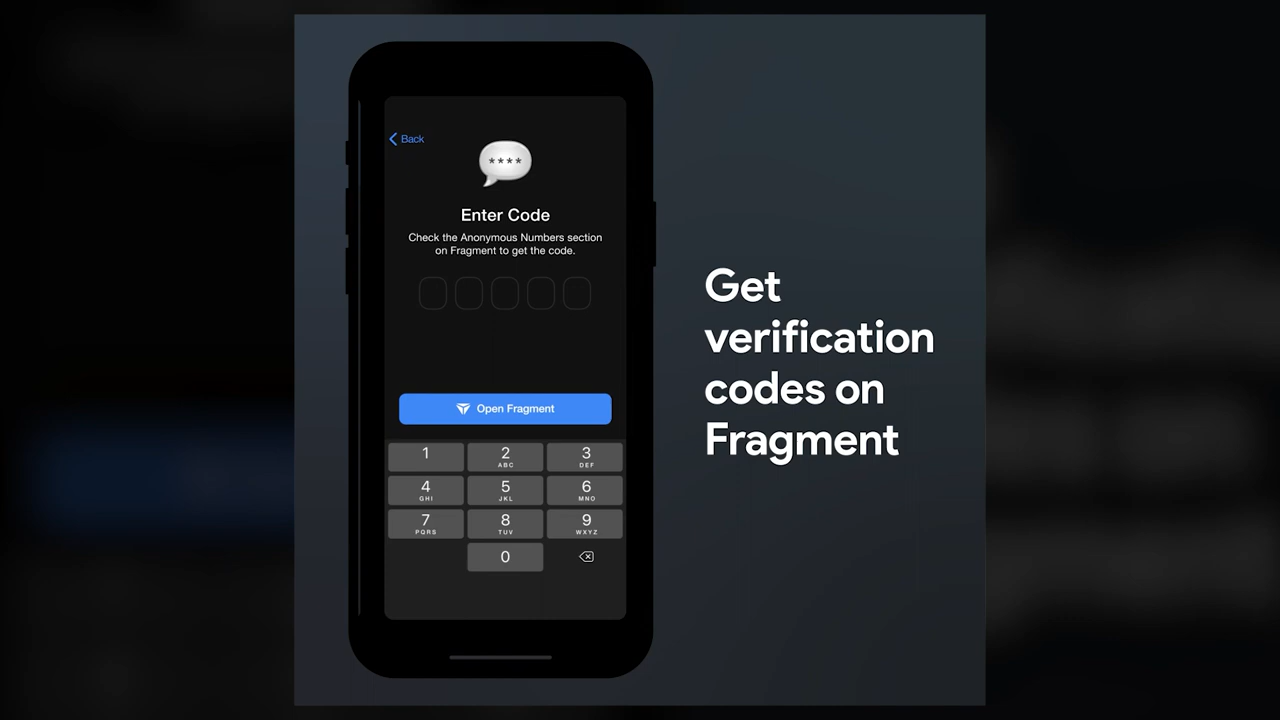 Back
****
Enter Code
Check the Anonymous Numbers section
on Fragment to get the code.
Open Fragment
1
2
ABC
3
DEF
4
GHI
5
JKL
6
MNO
7
PQRS
8
TUV
9
WXYZ
0
Get
verification
codes on
Fragment